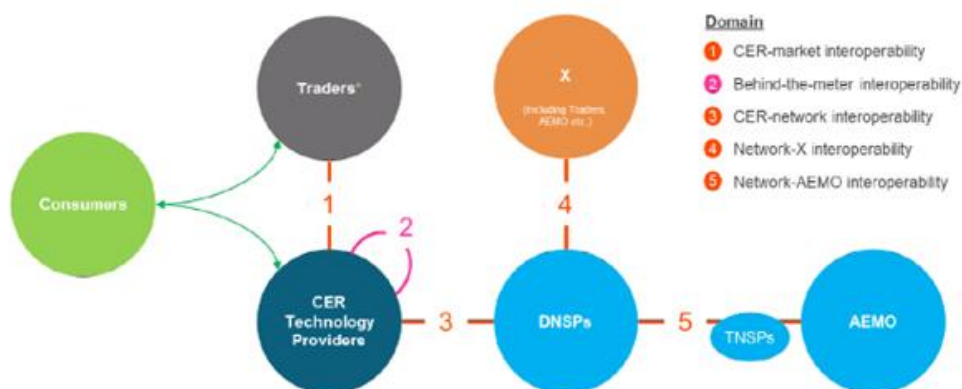 Domain
1 CER-market interoperability
2 Behind-the-meter interoperability
3 CER-network interoperability
4 Network-X interoperability
5 Network-AEMO interoperability
Traders*
X
(including Traders,
AEMO etc.)
Consumers
1
2
4
CER
Technology
Providers
3
DNSPs
5
TNSPs
AEMO